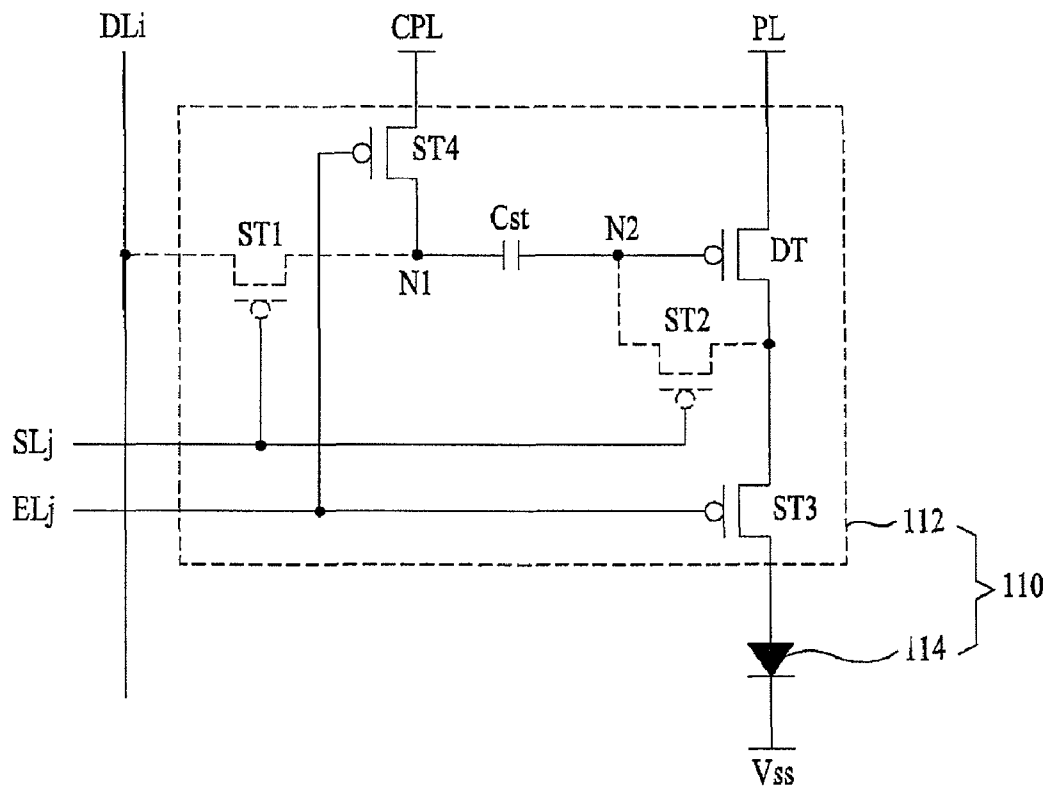 DLi
CPL
PL
ST4
ST1
Cst
N2
DT
N1
ST2
SLj
ELj
ST3
112
110
114
Vss